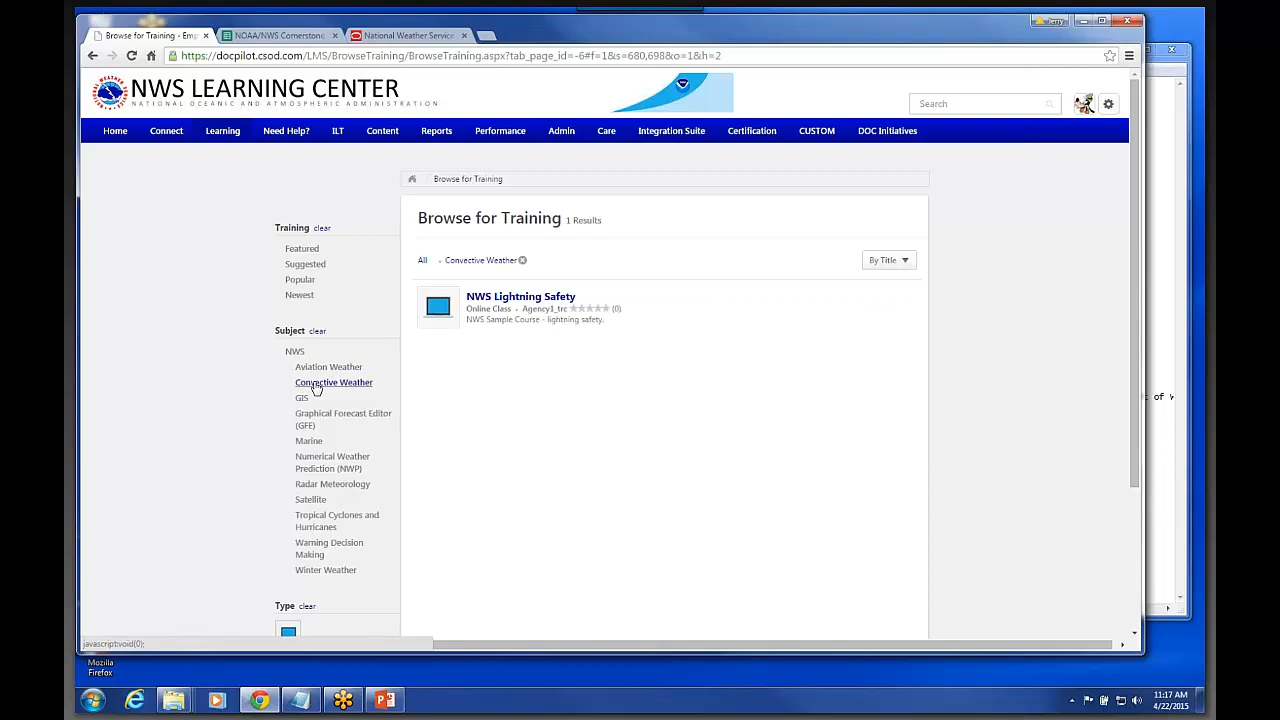 Browse for Training - Emp
NOAA/NWS Cornerstone
National Weather Service
Jerry
https://docpilot.csod.com/LMS/BrowseTraining/BrowseTraining.aspx?tab_page_id=-6#f=1&s=680,698&o=1&h=2
NWS LEARNING CENTER
NATIONAL OCEANIC AND ATMOSPHERIC ADMINISTRATION
Search
Home Connect Learning Need Help? ILT Content Reports Performance Admin Care Integration Suite Certification CUSTOM DOC Initiatives
Browse for Training
Training clear
Featured
Suggested
Popular
Newest
Subject clear
NWS
Aviation Weather
Convective Weather
GIS
Graphical Forecast Editor
(GFE)
Marine
Numerical Weather
Prediction (NWP)
Radar Meteorology
Satellite
Tropical Cyclones and
Hurricanes
Warning Decision
Making
Winter Weather
Type clear
Browse for Training 1 Results
All Convective Weather
By Title
NWS Lightning Safety
Online Class • Agency1_trc (0)
NWS Sample Course - lightning safety.
t of
javascript:void(0);
Mozilla
Firefox
11:17 AM
4/22/2015